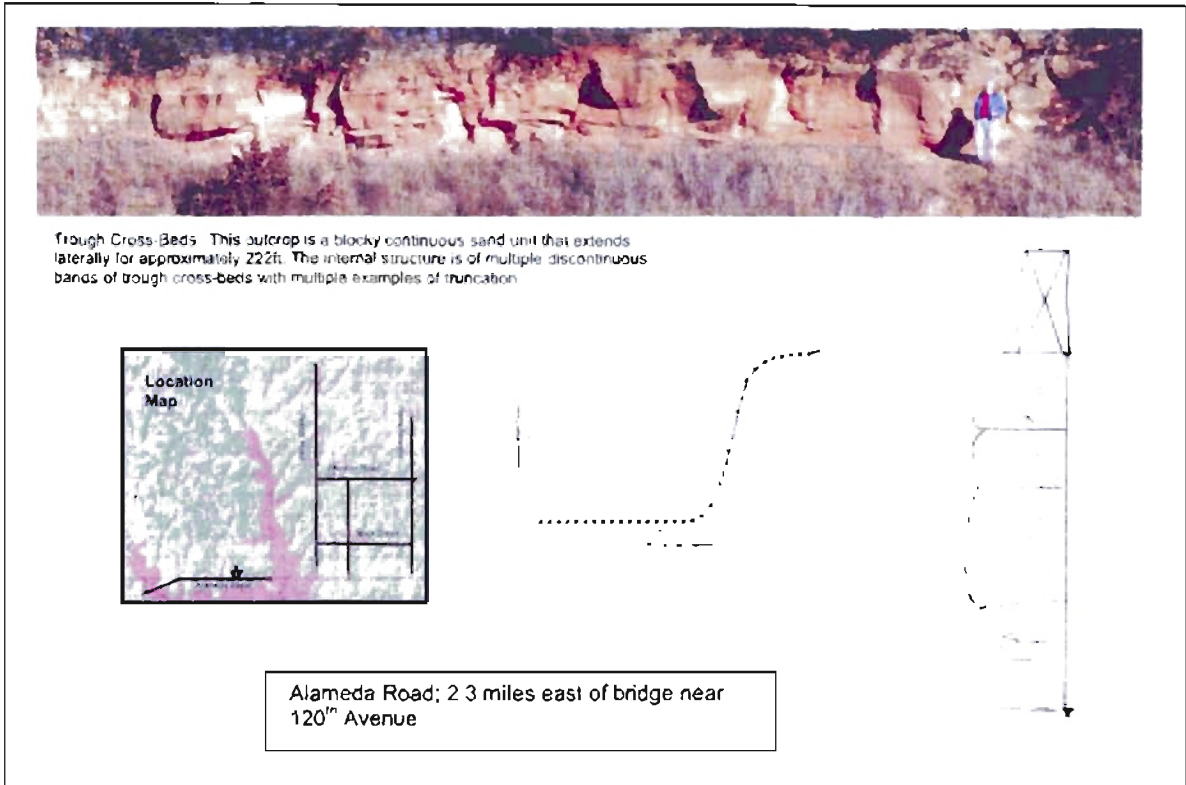 Trough Cross-Beds This outcrop is a blocky continuous sand unit that extends
laterally for approximately 222ft. The internal structure is of multiple discontinuous
bands of trough cross-beds with multiple examples of truncation
Location
Map
Alameda Road; 2 3 miles east of bridge near
120th Avenue